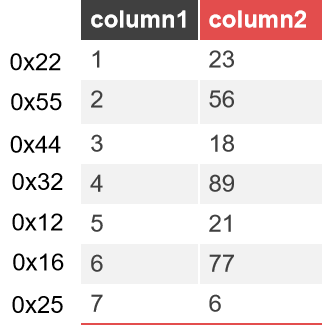 column1 column2
0x22 1 23
0x55 2 56
0x44 3 18
0x32 4 89
0x12 5 21
0x16 6 77
0x25 7 6